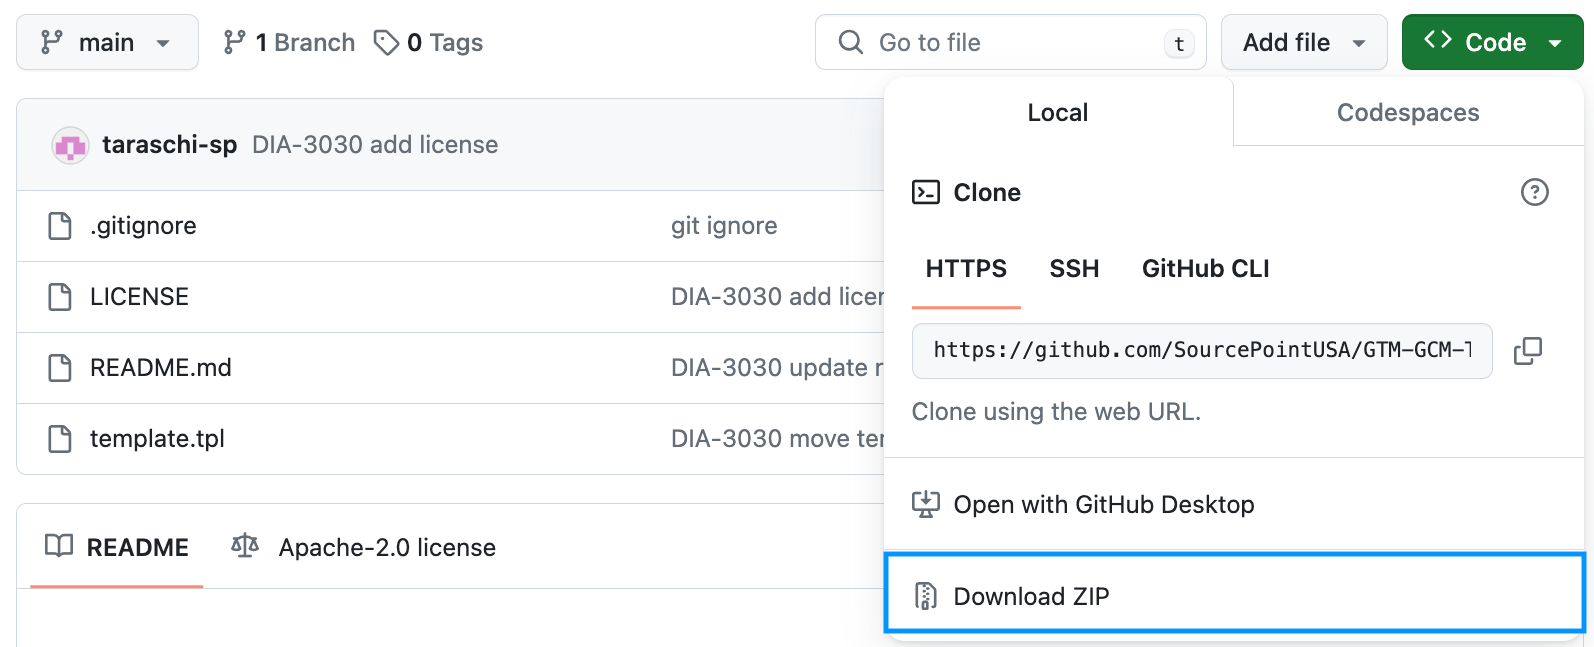 main
1 Branch
0 Tags
Go to file
t
Add file
Code
Local
Codespaces
taraschi-sp DIA-3030 add license
Clone
.gitignore
git ignore
HTTPS
SSH
GitHub CLI
LICENSE
DIA-3030 add licen
https://github.com/SourcePointUSA/GTM-GCM-T
README.md
DIA-3030 update r
Clone using the web URL.
template.tpl
DIA-3030 move ter
Open with GitHub Desktop
README
Apache-2.0 license
Download ZIP